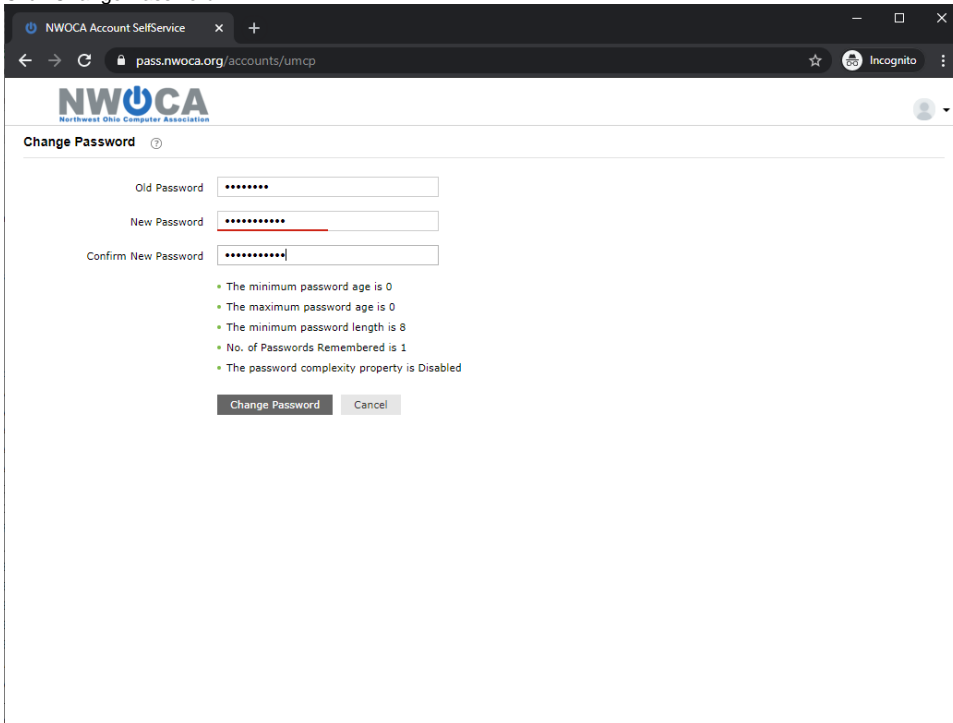 NWOCA Account SelfService
pass.nwoca.org/accounts/umcp
Incognito
NWOCA
Northwest Ohio Computer Association
Change Password ?
Old Password ••••••••
New Password •••••••••••
Confirm New Password •••••••••••
• The minimum password age is 0
• The maximum password age is 0
• The minimum password length is 8
• No. of Passwords Remembered is 1
• The password complexity property is Disabled
Change Password Cancel